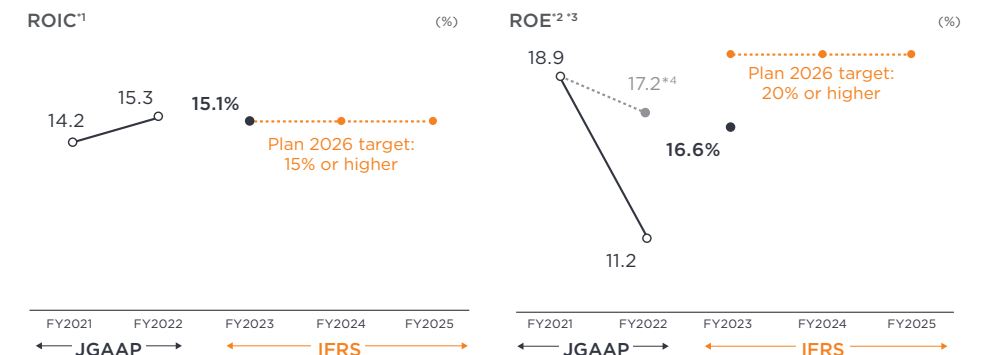 ROIC*1 (%)
14.2
15.3
15.1%
Plan 2026 target:
15% or higher
FY2021 FY2022 FY2023 FY2024 FY2025
JGAAP IFRS
ROE*2 *3 (%)
18.9
17.2*4
11.2
16.6%
Plan 2026 target:
20% or higher
FY2021 FY2022 FY2023 FY2024 FY2025
JGAAP IFRS